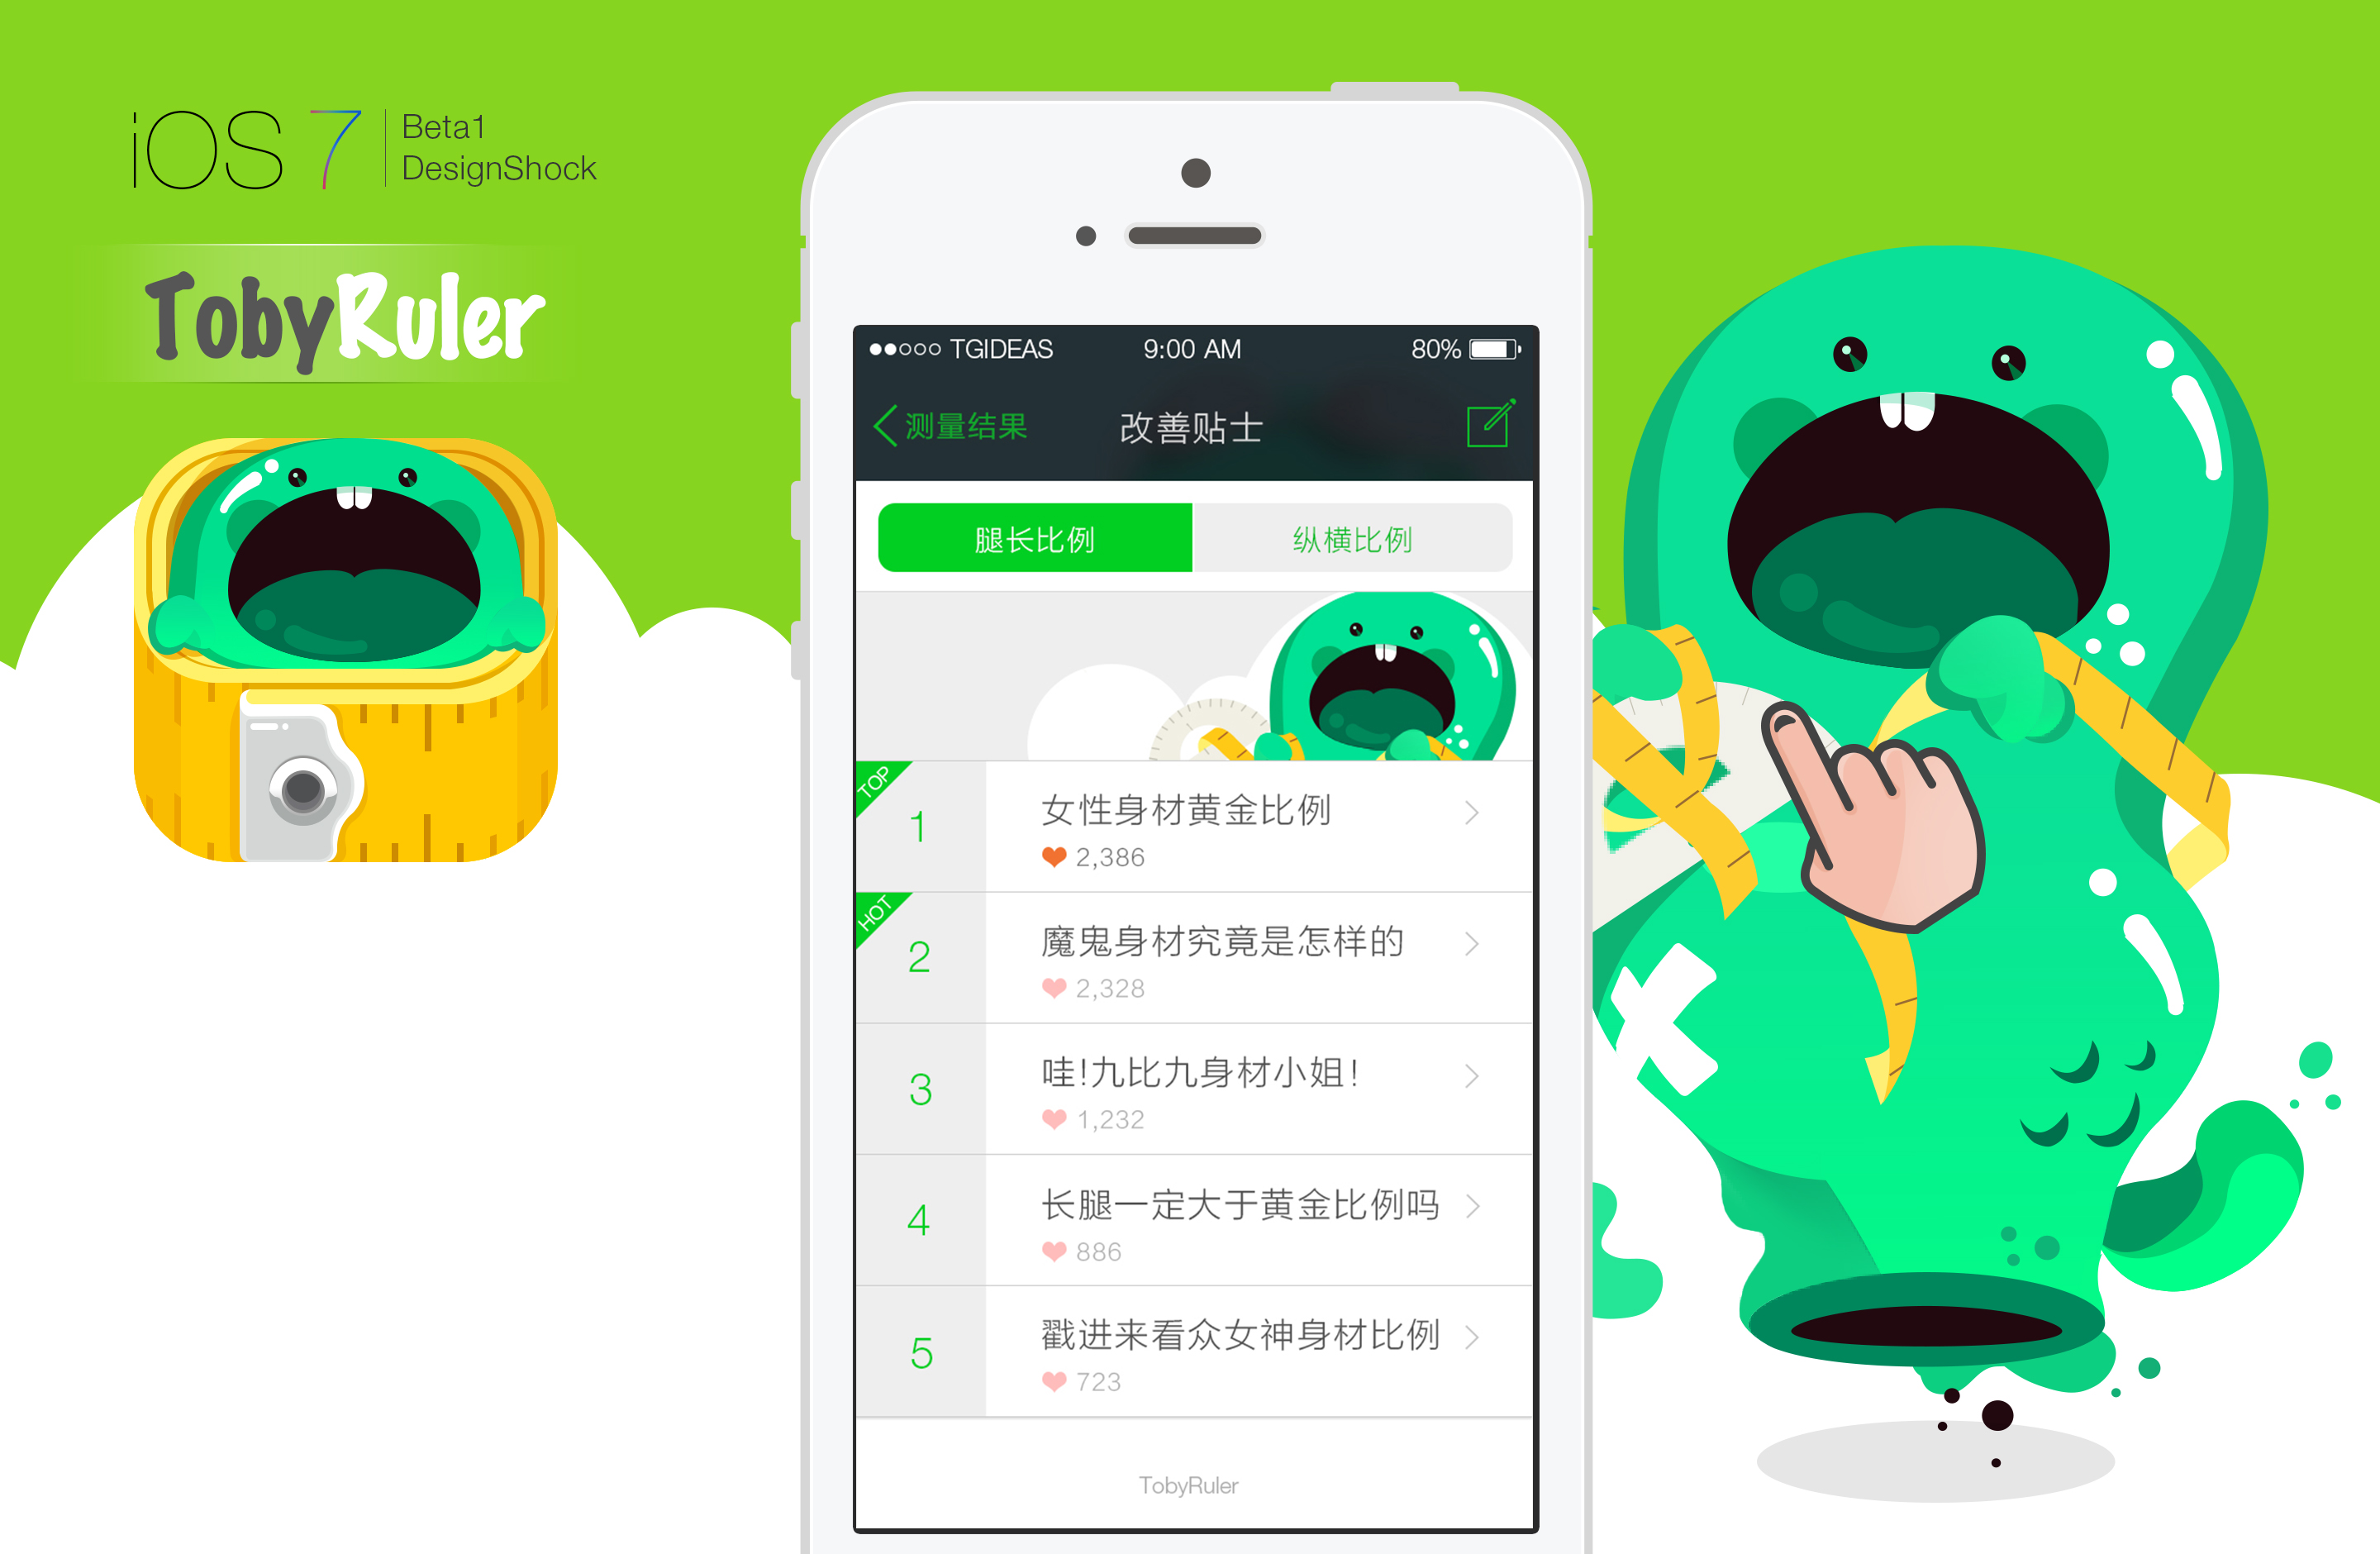 iOS 7
Beta1
DesignShock
TobyRuler
TGIDEAS 9:00 AM 80%
测量结果 改善贴士
腿长比例 纵横比例
TOP
1
女性身材黄金比例
2,386
HOT
2
魔鬼身材究竟是怎样的
2,328
3
哇!九比九身材小姐!
1,232
4
长腿一定大于黄金比例吗
886
5
戳进来看众女神身材比例
723
TobyRuler